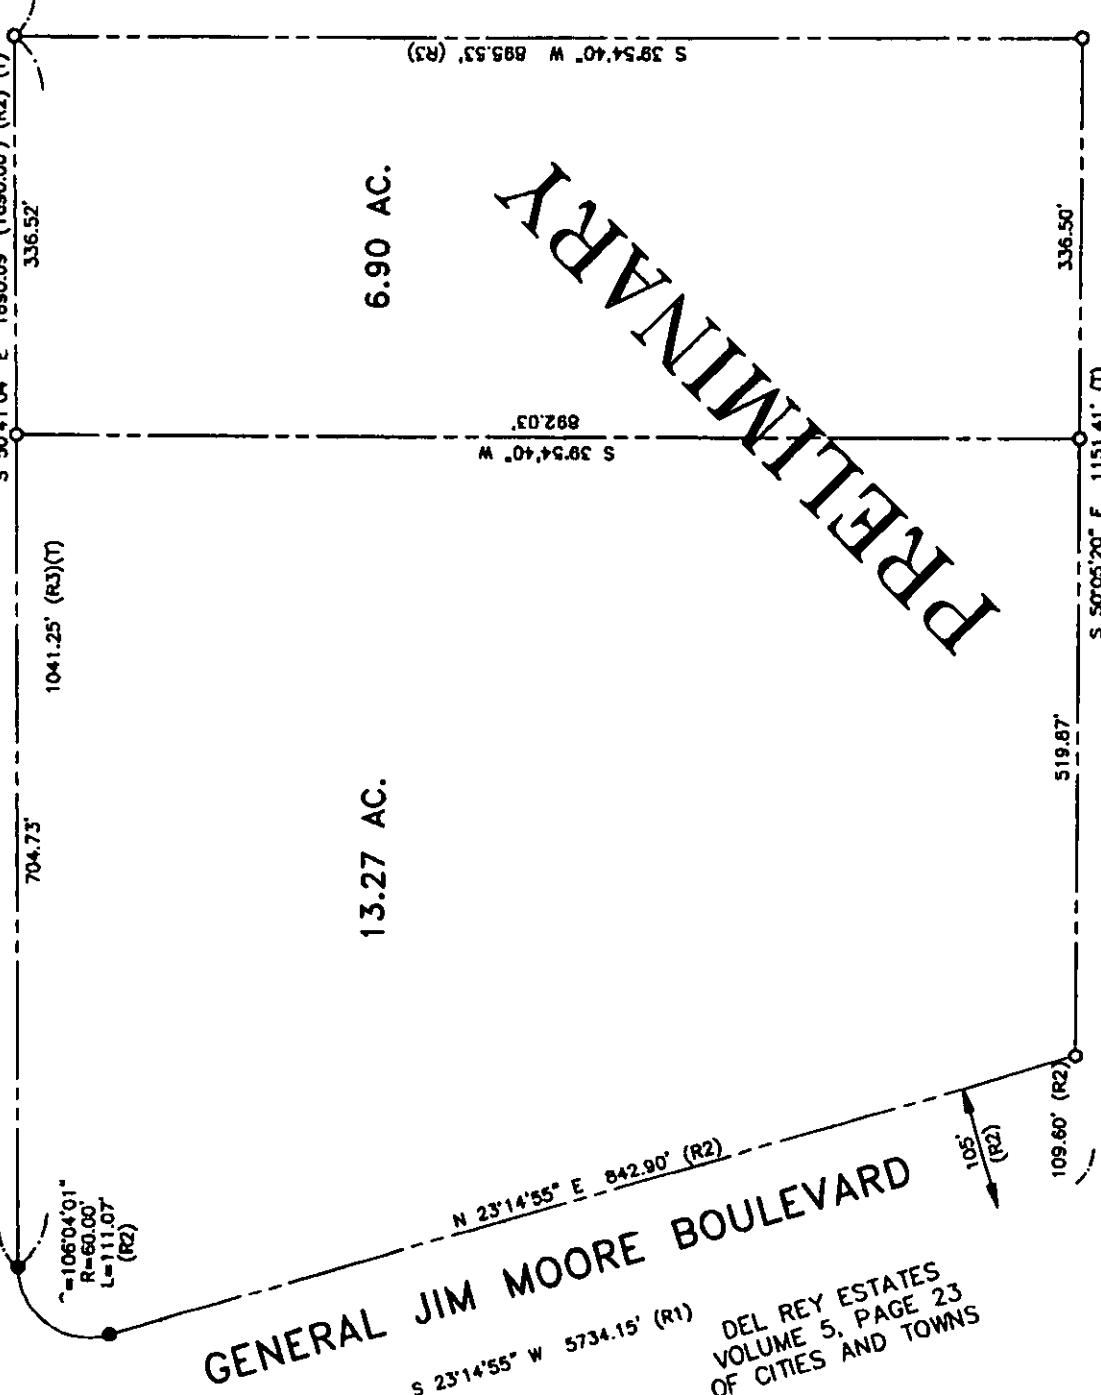 S 39°54'40" W 895.53' (R3)
336.52'
6.90 AC.
336.50'
PRELIMINARY
892.03'
S 39°54'40" W
1041.25' (R3)(T)
704.73'
13.27 AC.
519.87'
S 50°05'20" E 1151.41' (T)
=106°04'01"
R=60.00'
L=111.07'
(R2)
N 23°14'55" E 842.90' (R2)
105'
(R2)
109.60' (R2)
GENERAL JIM MOORE BOULEVARD
S 23°14'55" W 5734.15' (R1)
DEL REY ESTATES
VOLUME 5, PAGE 23
OF CITIES AND TOWNS